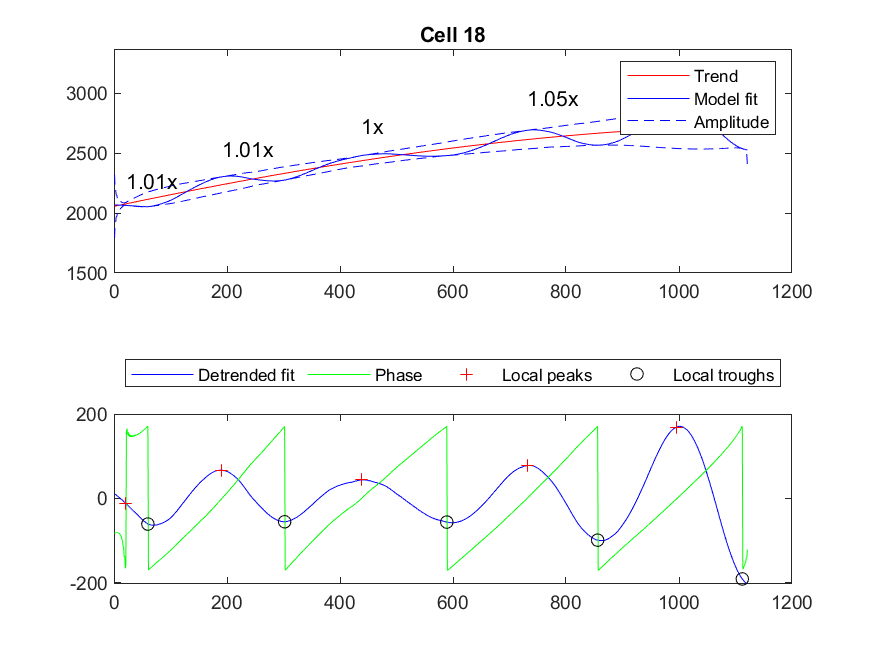 Cell 18
3000
2500
2000
1500
0
200
400
600
800
1000
1200
1.01x
1.01x
1x
1.05x
Trend
Model fit
Amplitude
Detrended fit Phase Local peaks Local troughs
200
0
-200
0
200
400
600
800
1000
1200